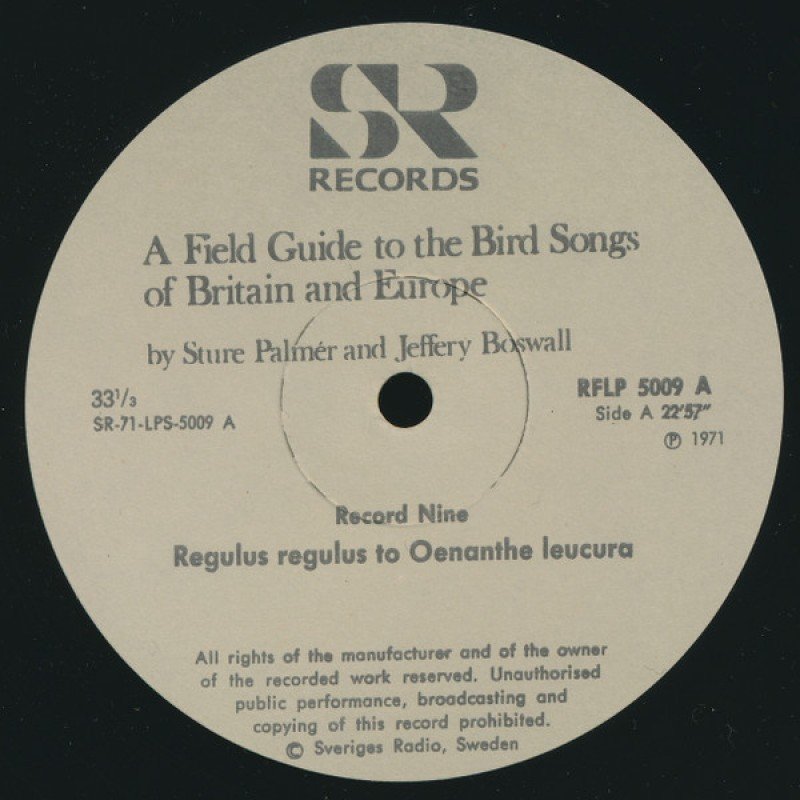 SR
RECORDS
A Field Guide to the Bird Songs
of Britain and Europe
by Sture Palmér and Jeffery Boswall
33 1/3
SR-71-LPS-5009 A
RFLP 5009 A
Side A 22'57"
Ⓟ 1971
Record Nine
Regulus regulus to Oenanthe leucura
All rights of the manufacturer and of the owner
of the recorded work reserved. Unauthorised
public performance, broadcasting and
copying of this record prohibited.
© Sveriges Radio, Sweden